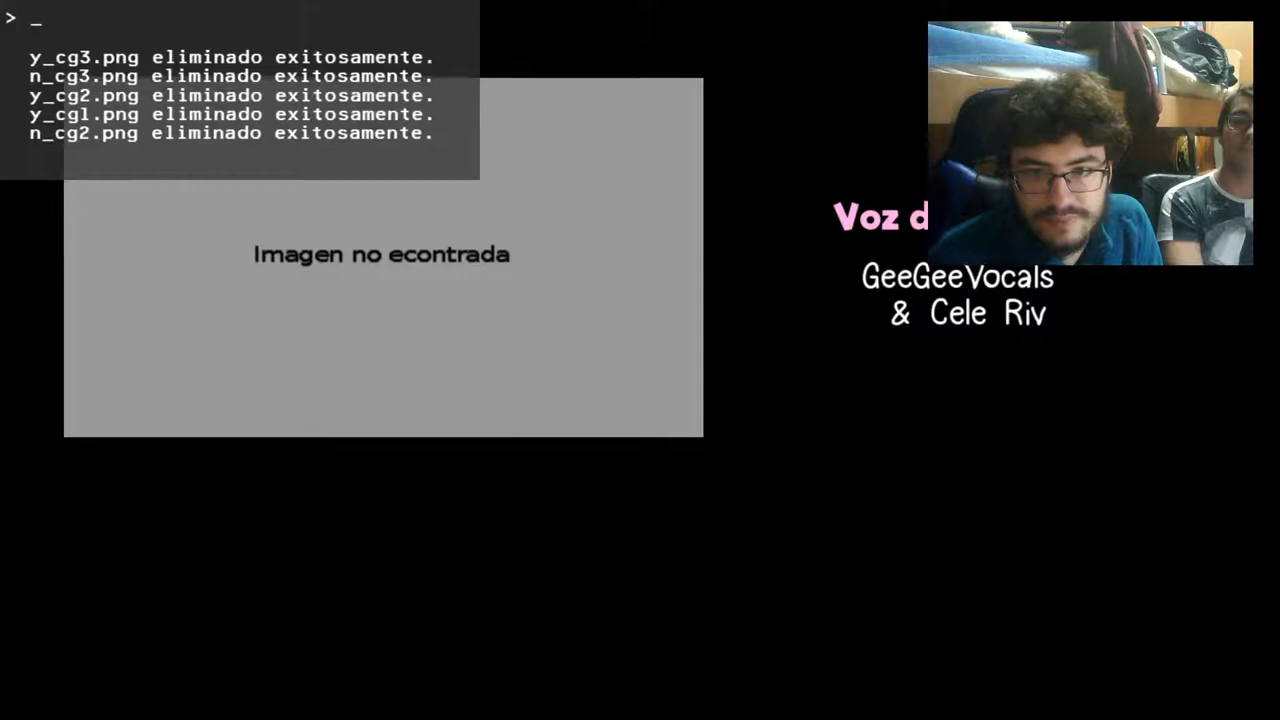 > _
y_cg3.png eliminado exitosamente.
n_cg3.png eliminado exitosamente.
y_cg2.png eliminado exitosamente.
y_cg1.png eliminado exitosamente.
n_cg2.png eliminado exitosamente.
Imagen no econtrada
Voz d
GeeGeeVocals
& Cele Riv